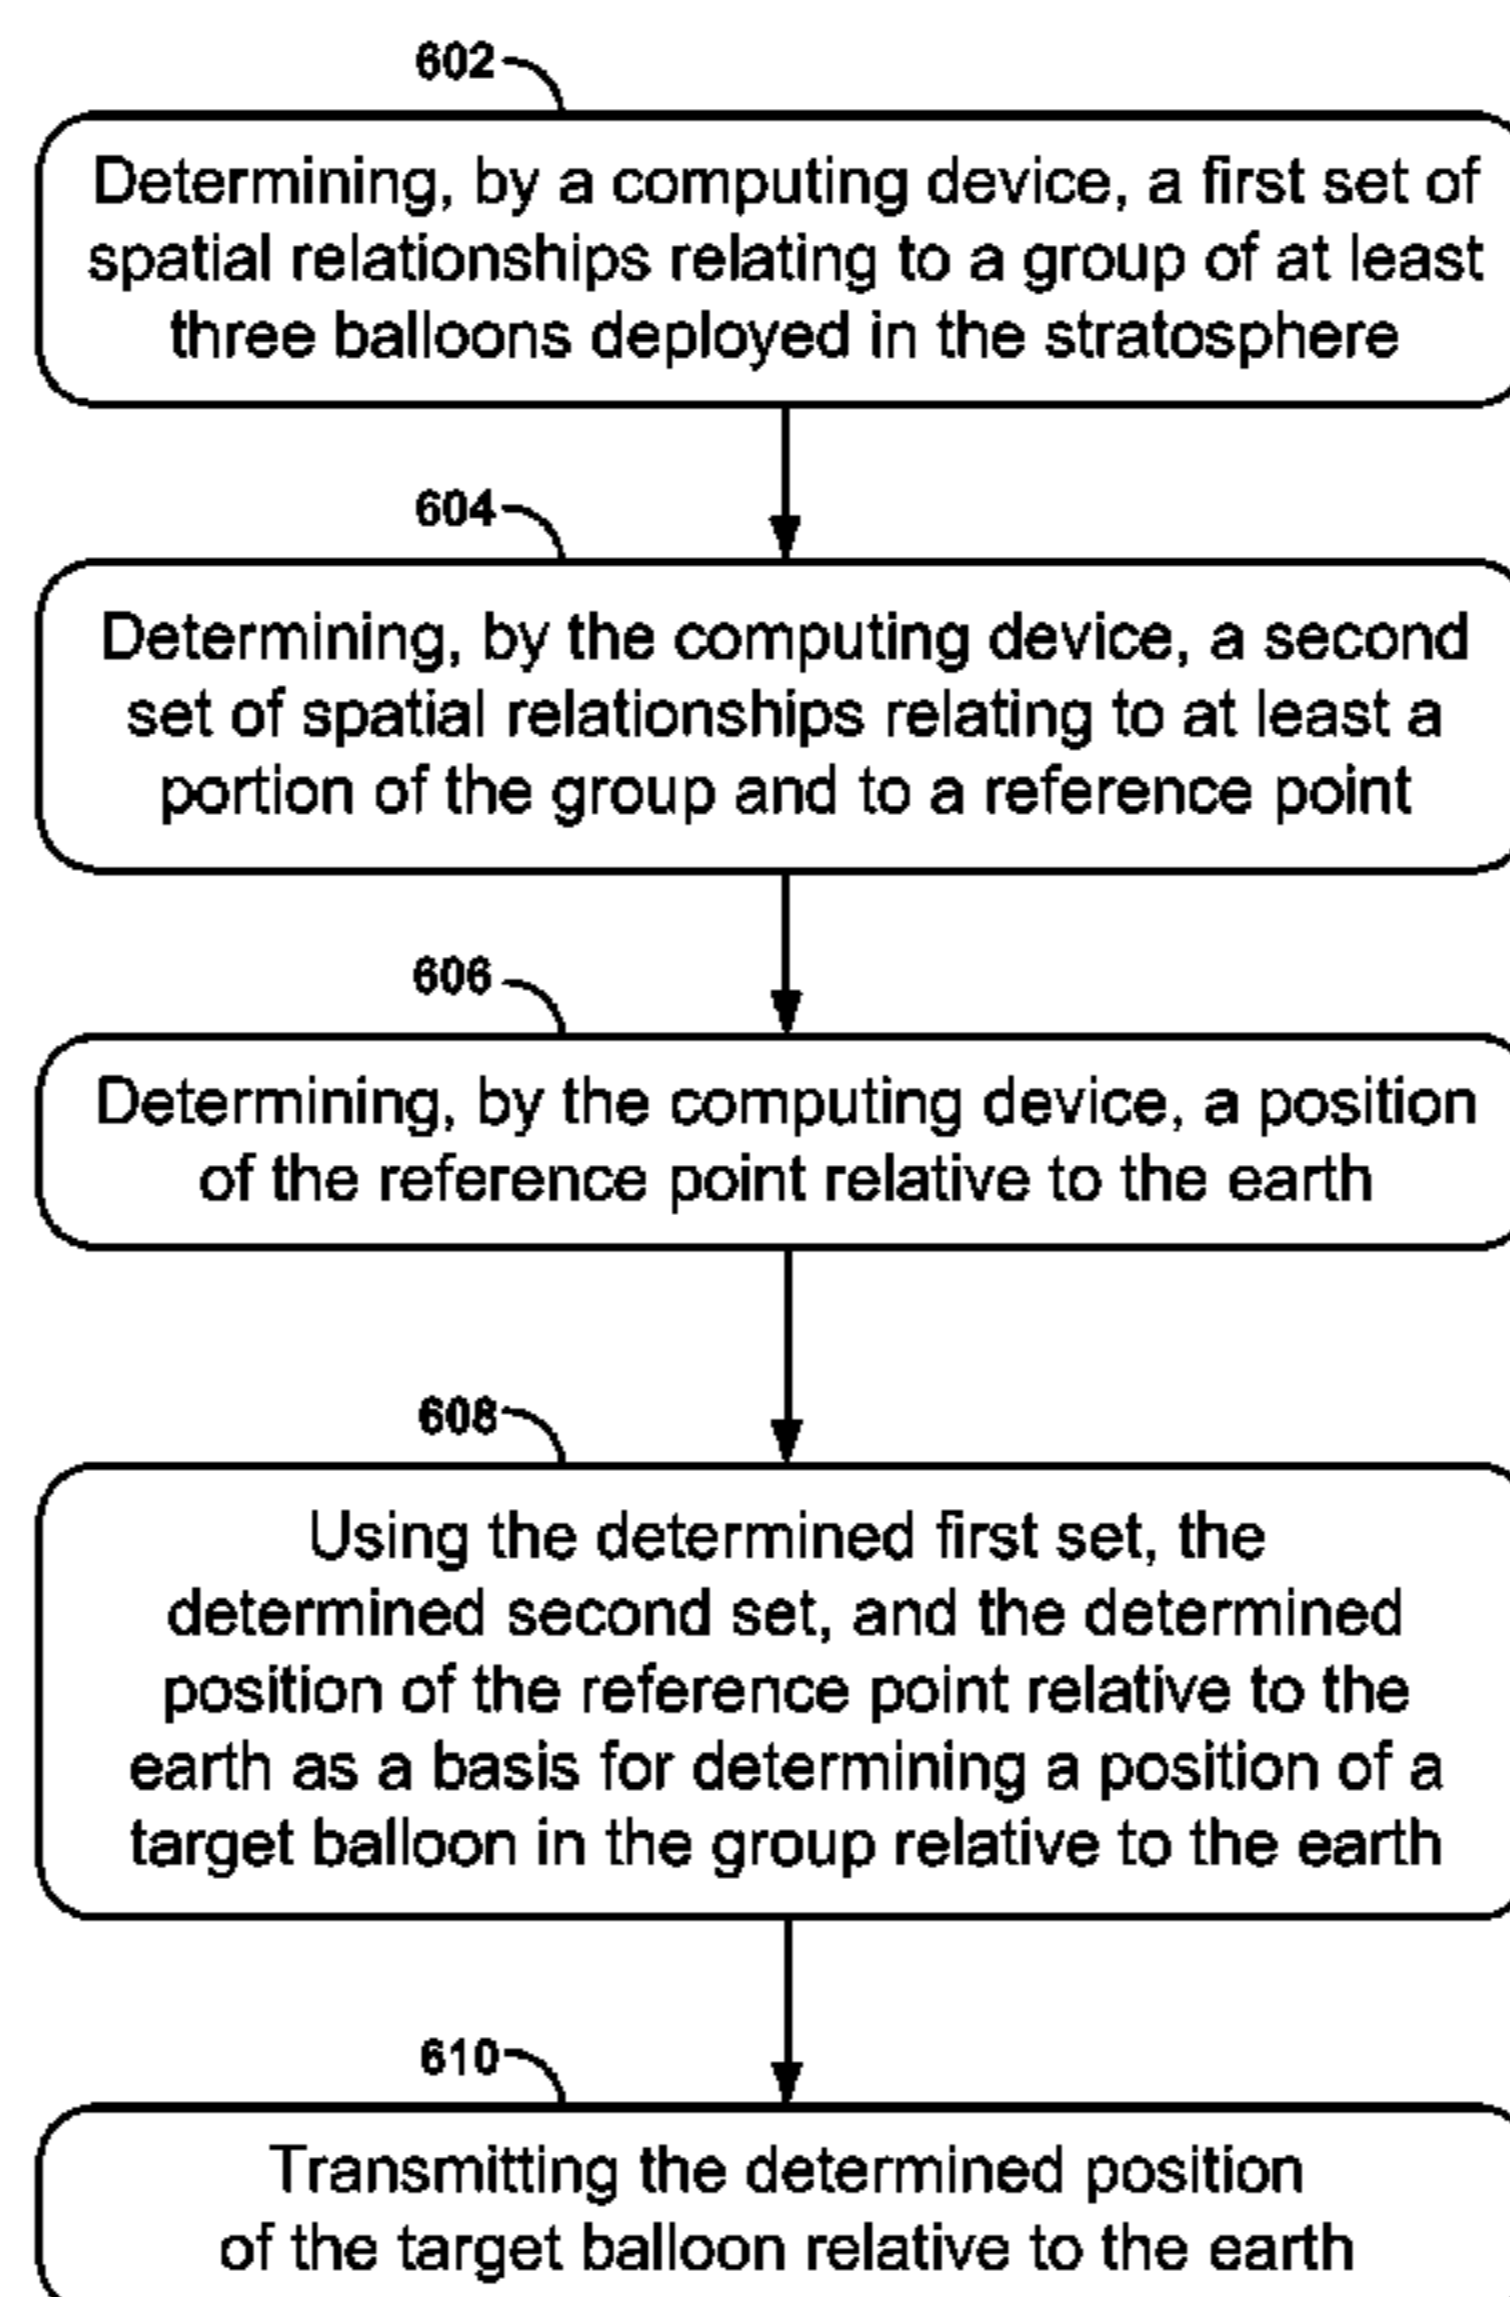 602
Determining, by a computing device, a first set of
spatial relationships relating to a group of at least
three balloons deployed in the stratosphere
604
Determining, by the computing device, a second
set of spatial relationships relating to at least a
portion of the group and to a reference point
606
Determining, by the computing device, a position
of the reference point relative to the earth
608
Using the determined first set, the
determined second set, and the determined
position of the reference point relative to the
earth as a basis for determining a position of a
target balloon in the group relative to the earth
610
Transmitting the determined position
of the target balloon relative to the earth